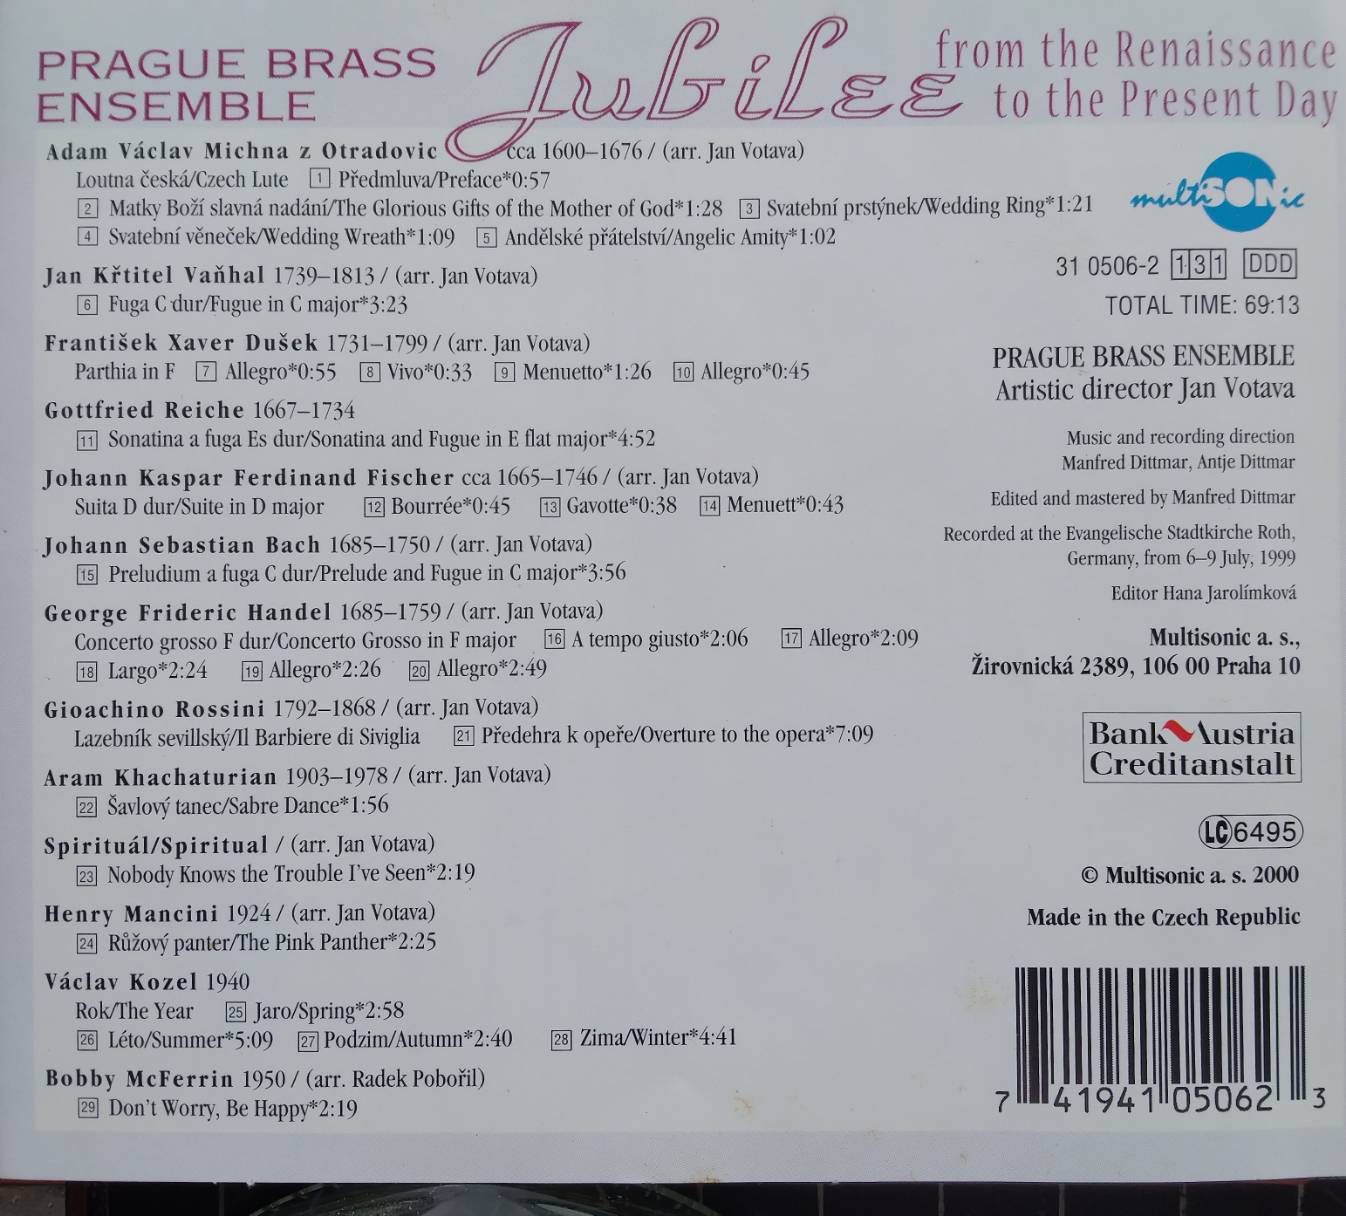 PRAGUE BRASS
ENSEMBLE
Jubilee
from the Renaissance
to the Present Day
Adam Václav Michna z Otradovic cca 1600–1676 / (arr. Jan Votava)
Loutna česká/Czech Lute 1 Předmluva/Preface*0:57
2 Matky Boží slavná nadání/The Glorious Gifts of the Mother of God*1:28 3 Svatební prstýnek/Wedding Ring*1:21
4 Svatební věneček/Wedding Wreath*1:09 5 Andělské přátelství/Angelic Amity*1:02
Jan Křtitel Vaňhal 1739–1813 / (arr. Jan Votava)
6 Fuga C dur/Fugue in C major*3:23
František Xaver Dušek 1731–1799 / (arr. Jan Votava)
Parthia in F 7 Allegro*0:55 8 Vivo*0:33 9 Menuetto*1:26 10 Allegro*0:45
Gottfried Reiche 1667–1734
11 Sonatina a fuga Es dur/Sonatina and Fugue in E flat major*4:52
Johann Kaspar Ferdinand Fischer cca 1665–1746 / (arr. Jan Votava)
Suita D dur/Suite in D major 12 Bourrée*0:45 13 Gavotte*0:38 14 Menuett*0:43
Johann Sebastian Bach 1685–1750 / (arr. Jan Votava)
15 Preludium a fuga C dur/Prelude and Fugue in C major*3:56
George Frideric Handel 1685–1759 / (arr. Jan Votava)
Concerto grosso F dur/Concerto Grosso in F major 16 A tempo giusto*2:06 17 Allegro*2:09
18 Largo*2:24 19 Allegro*2:26 20 Allegro*2:49
Gioachino Rossini 1792–1868 / (arr. Jan Votava)
Lazebník sevillský/Il Barbiere di Siviglia 21 Předehra k opeře/Overture to the opera*7:09
Aram Khachaturian 1903–1978 / (arr. Jan Votava)
22 Šavlový tanec/Sabre Dance*1:56
Spirituál/Spiritual / (arr. Jan Votava)
23 Nobody Knows the Trouble I've Seen*2:19
Henry Mancini 1924 / (arr. Jan Votava)
24 Růžový panter/The Pink Panther*2:25
Václav Kozel 1940
Rok/The Year 25 Jaro/Spring*2:58
26 Léto/Summer*5:09 27 Podzim/Autumn*2:40 28 Zima/Winter*4:41
Bobby McFerrin 1950 / (arr. Radek Pobořil)
29 Don't Worry, Be Happy*2:19
multiSONic
31 0506-2 131 DDD
TOTAL TIME: 69:13
PRAGUE BRASS ENSEMBLE
Artistic director Jan Votava
Music and recording direction
Manfred Dittmar, Antje Dittmar
Edited and mastered by Manfred Dittmar
Recorded at the Evangelische Stadtkirche Roth,
Germany, from 6–9 July, 1999
Editor Hana Jarolímková
Multisonic a. s.,
Žirovnická 2389, 106 00 Praha 10
Bank Austria
Creditanstalt
LC 6495
© Multisonic a. s. 2000
Made in the Czech Republic
7 41941 05062 3